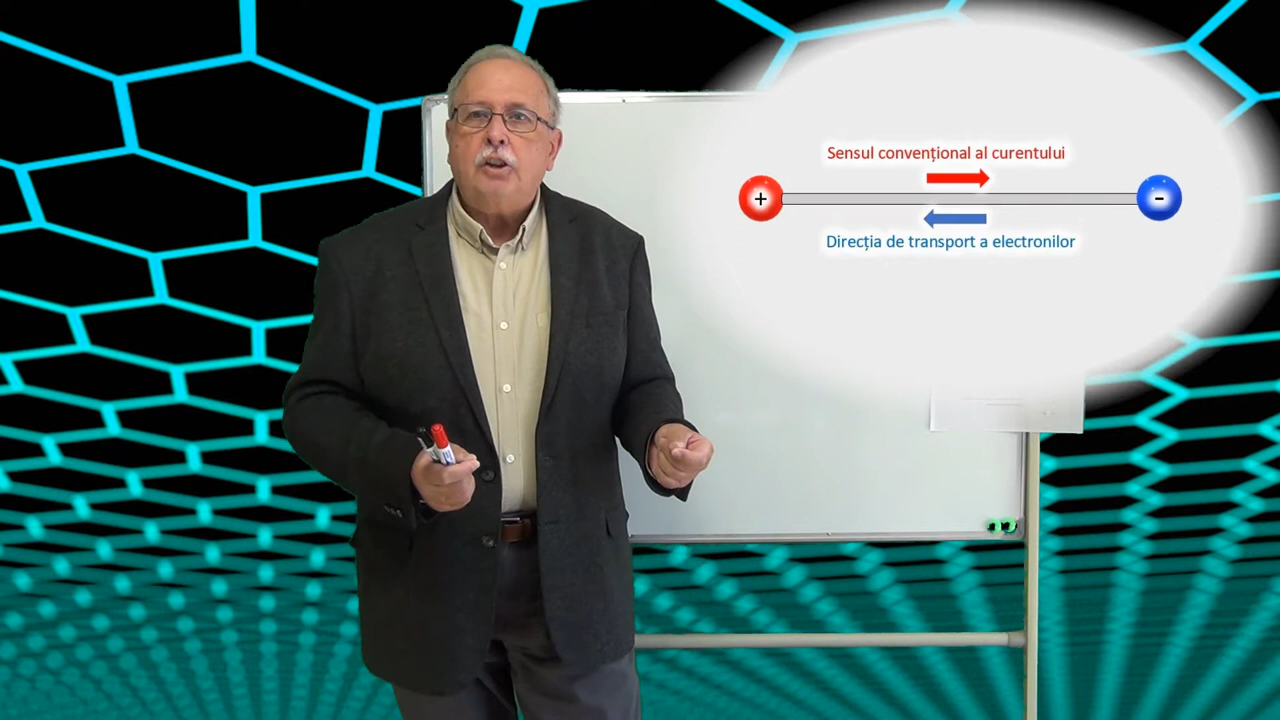 Sensul convențional al curentului
+ -
Direcția de transport a electronilor